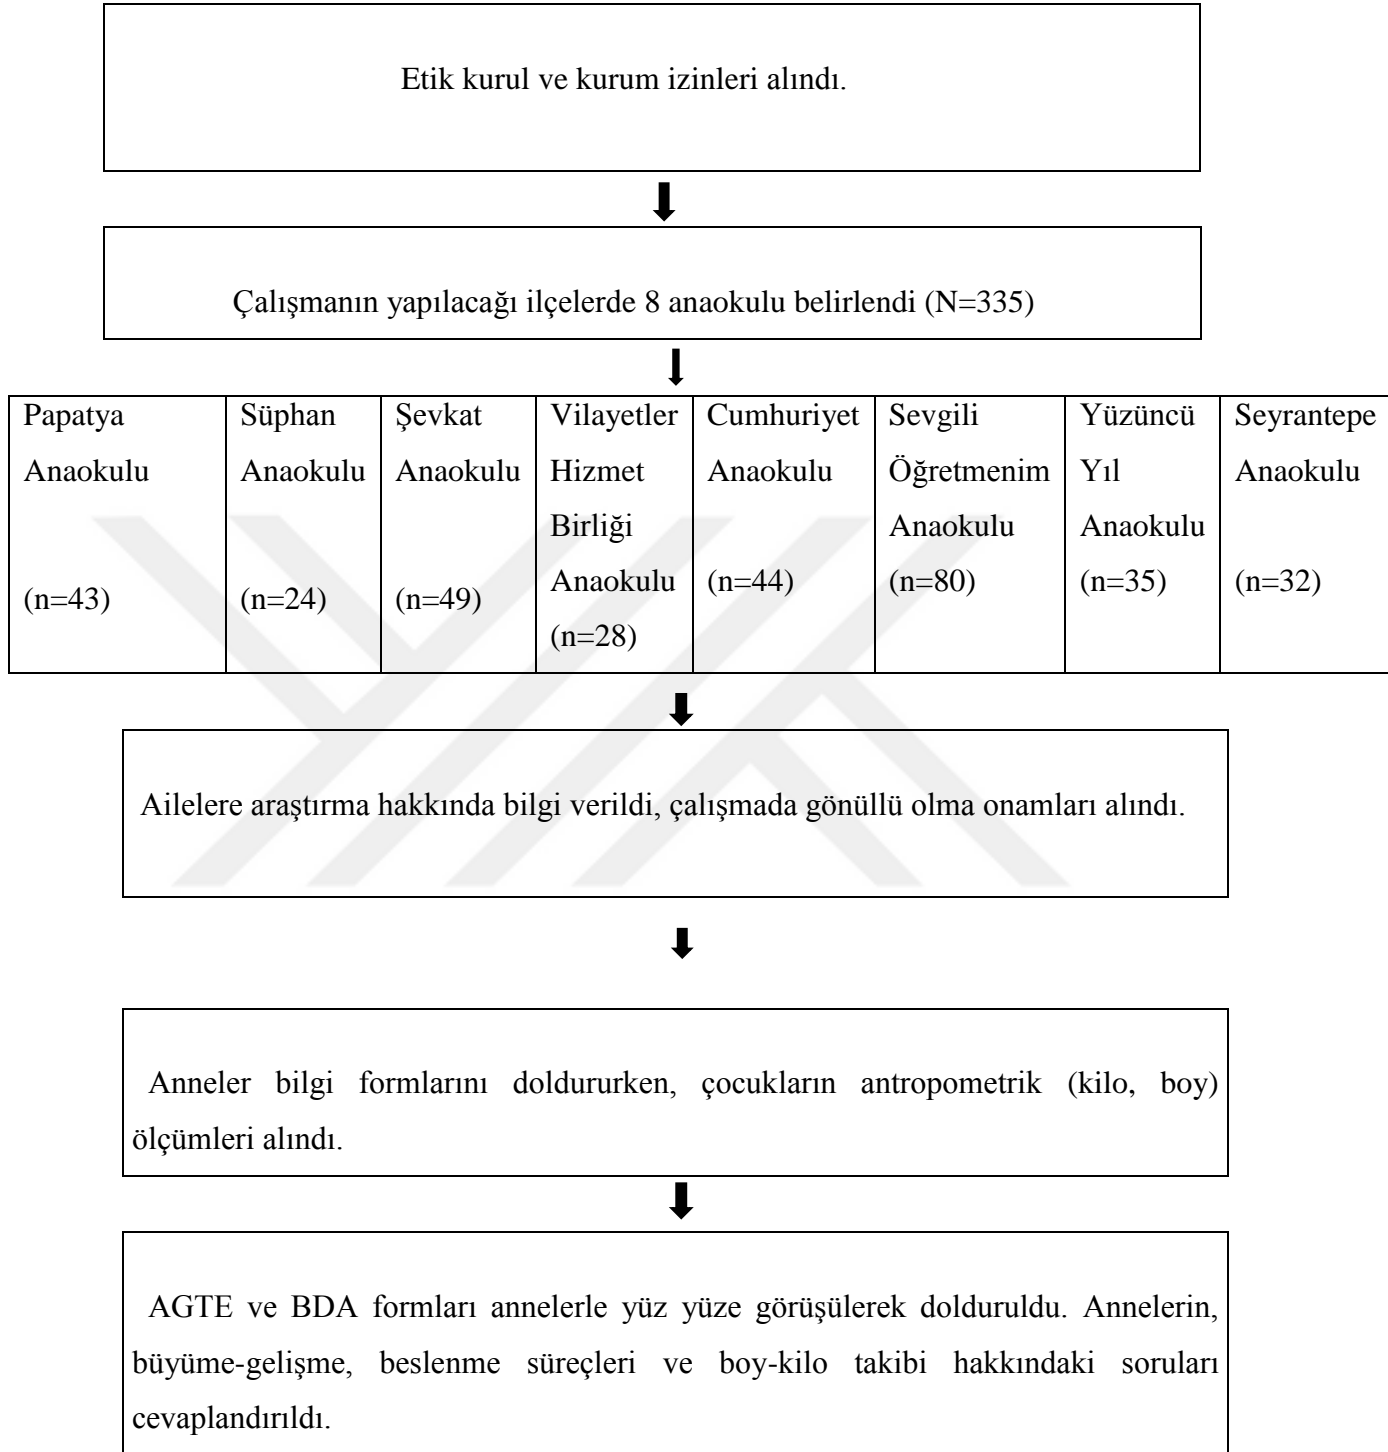 Etik kurul ve kurum izinleri alındı.
Çalışmanın yapılacağı ilçelerde 8 anaokulu belirlendi (N=335)
Papatya
Anaokulu
(n=43)
Süphan
Anaokulu
(n=24)
Şevkat
Anaokulu
(n=49)
Vilayetler
Hizmet
Birliği
Anaokulu
(n=28)
Cumhuriyet
Anaokulu
(n=44)
Sevgili
Öğretmenim
Anaokulu
(n=80)
Yüzüncü
Yıl
Anaokulu
(n=35)
Seyrantepe
Anaokulu
(n=32)
Ailelere araştırma hakkında bilgi verildi, çalışmada gönüllü olma onamları alındı.
Anneler bilgi formlarını doldururken, çocukların antropometrik (kilo, boy)
ölçümleri alındı.
AGTE ve BDA formları annelerle yüz yüze görüşülerek dolduruldu. Annelerin,
büyüme-gelişme, beslenme süreçleri ve boy-kilo takibi hakkındaki soruları
cevaplandırıldı.